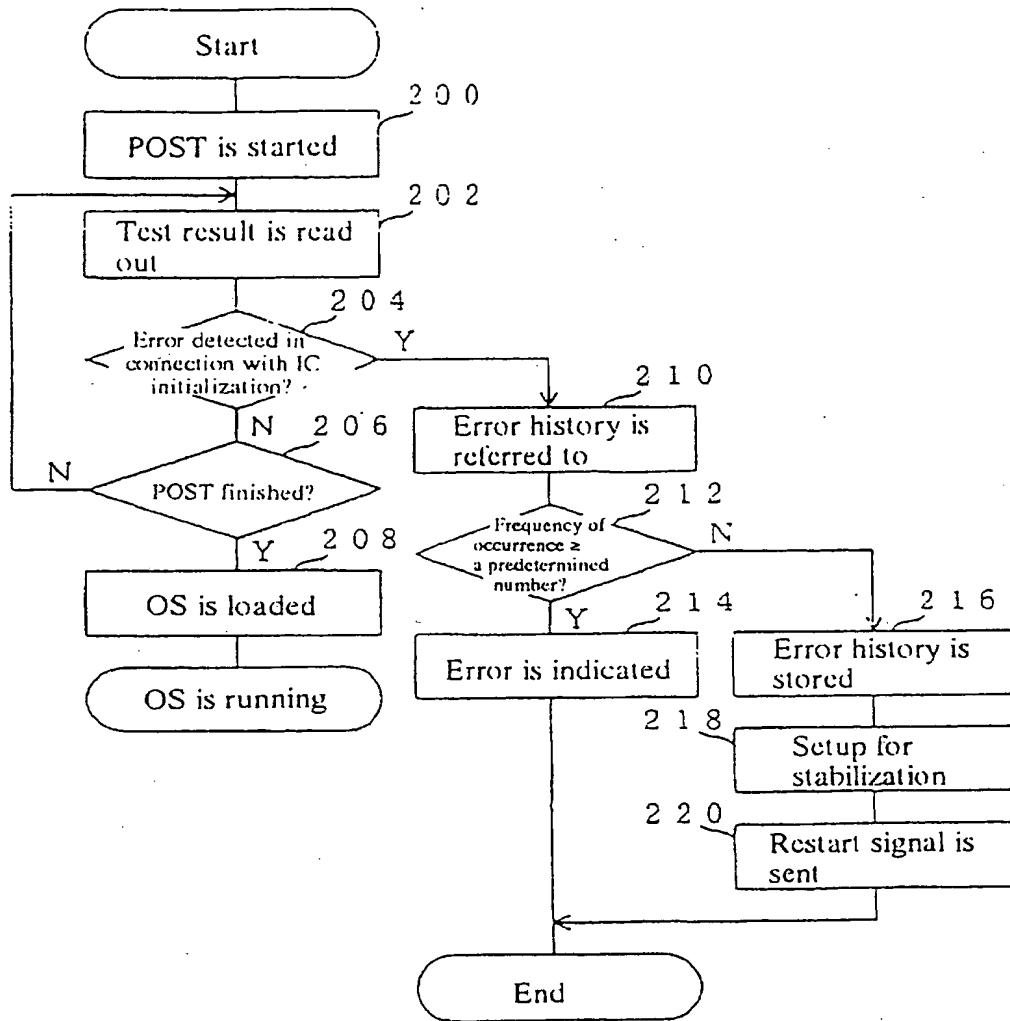 Start
200
POST is started
202
Test result is read
out
204
Error detected in
connection with IC
initialization?
Y
N
206
N
POST finished?
Y
208
OS is loaded
OS is running
210
Error history is
referred to
212
Frequency of
occurrence ≥
a predetermined
number?
N
Y
214
Error is indicated
216
Error history is
stored
218
Setup for
stabilization
220
Restart signal is
sent
End